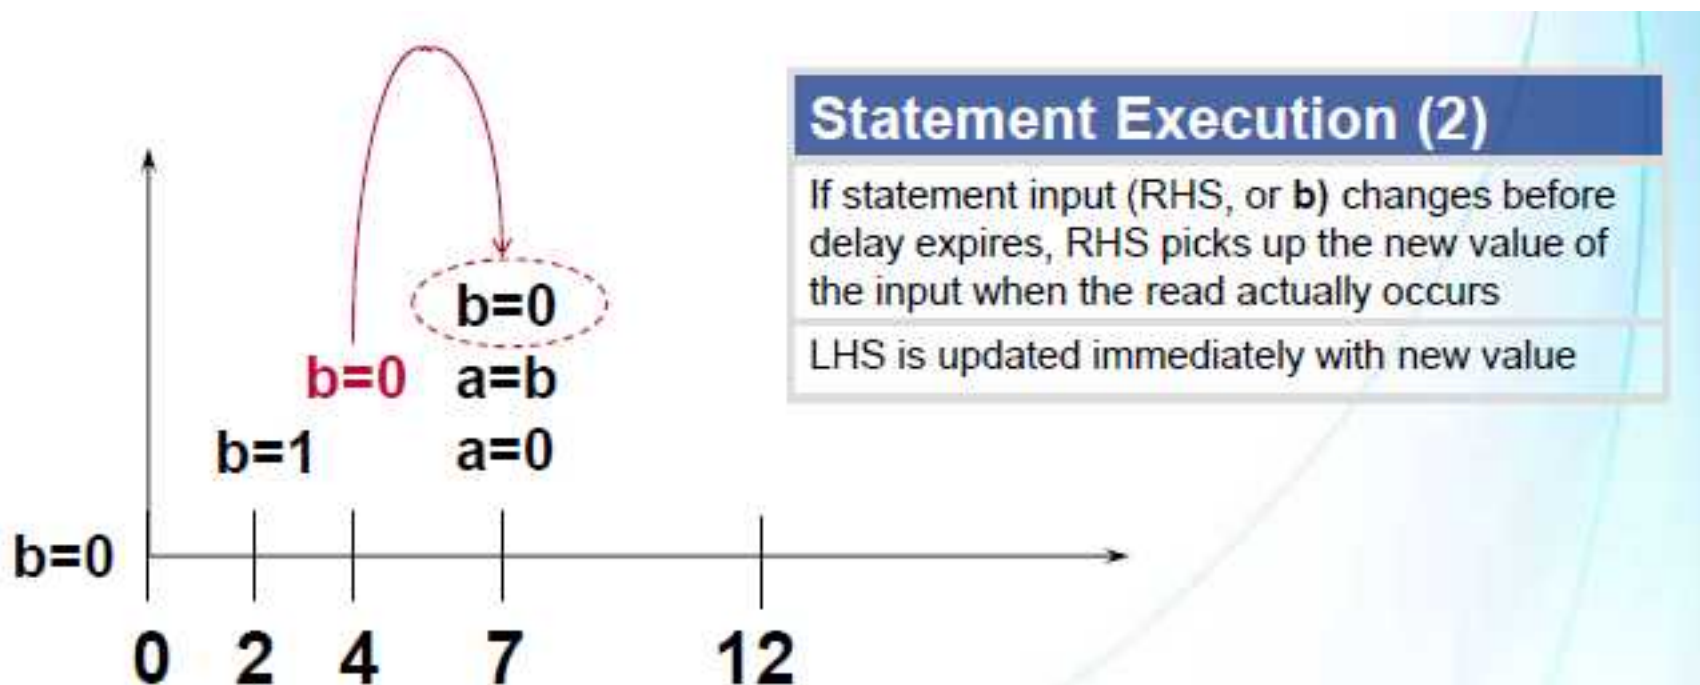 Statement Execution (2)
If statement input (RHS, or b) changes before
delay expires, RHS picks up the new value of
the input when the read actually occurs
LHS is updated immediately with new value
b=0
b=0 a=b
b=1 a=0
b=0
0 2 4 7 12